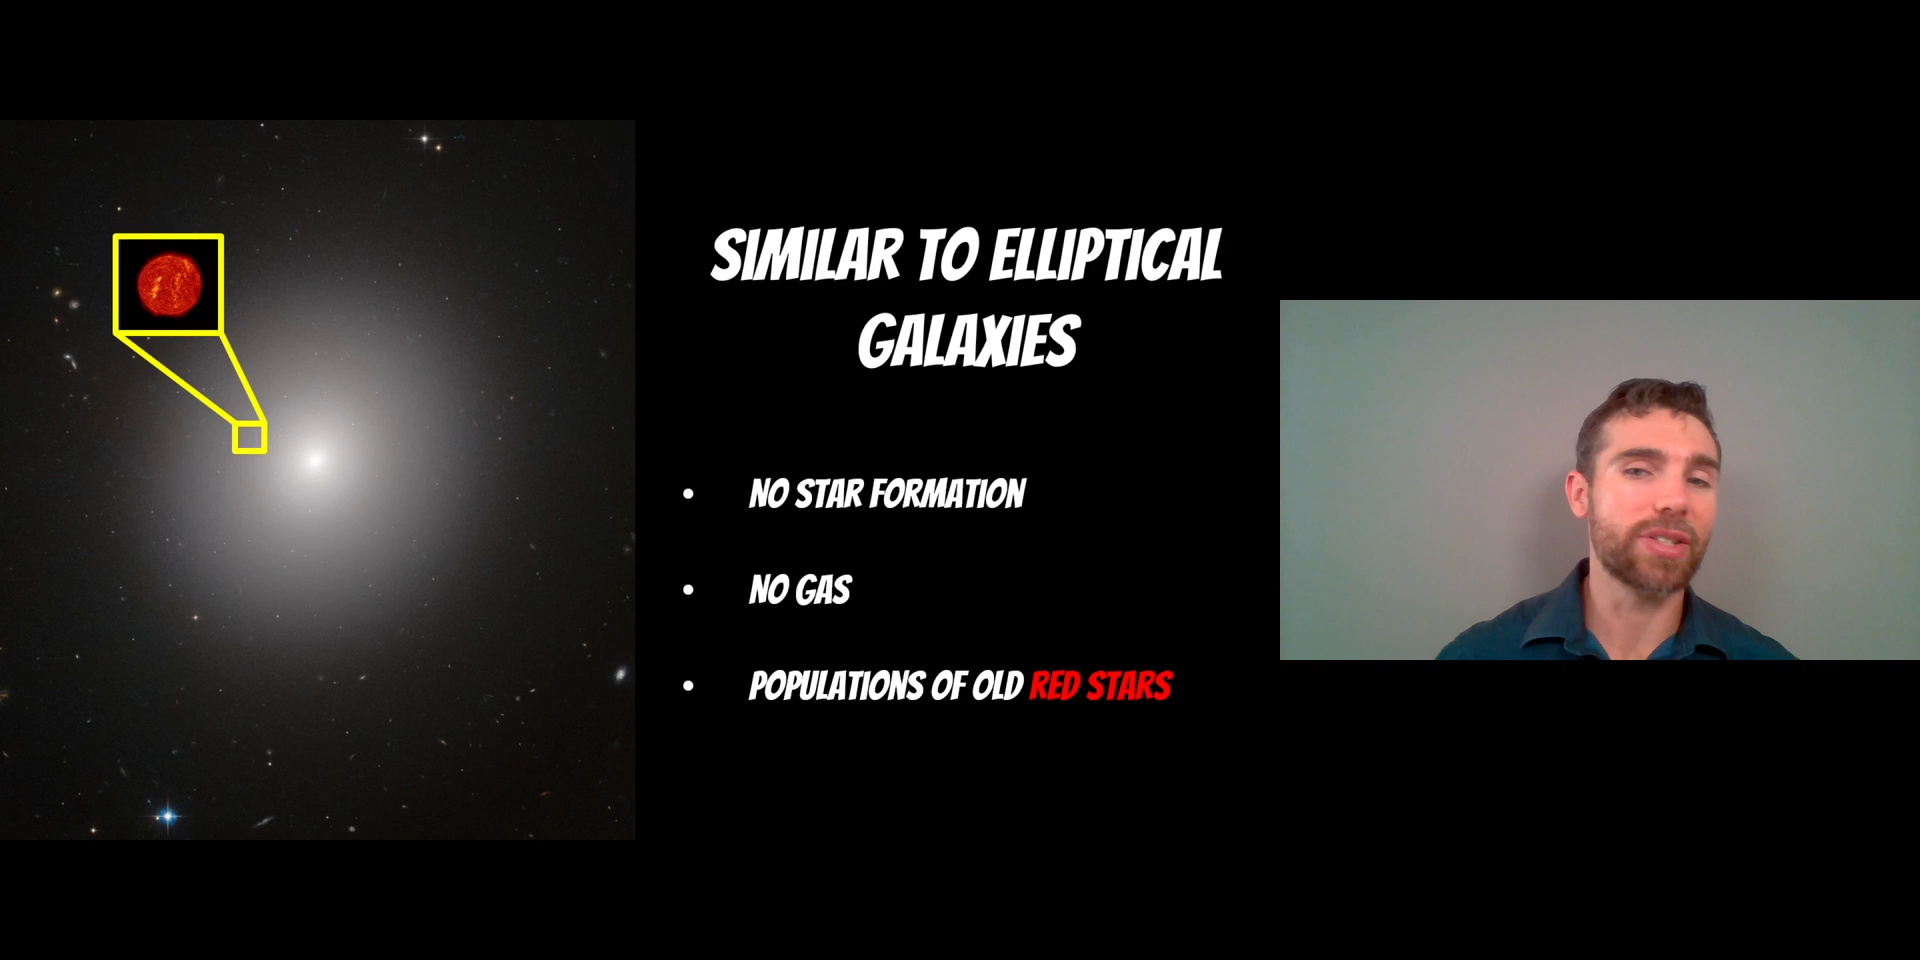 SIMILAR TO ELLIPTICAL
GALAXIES
• NO STAR FORMATION
• NO GAS
• POPULATIONS OF OLD RED STARS